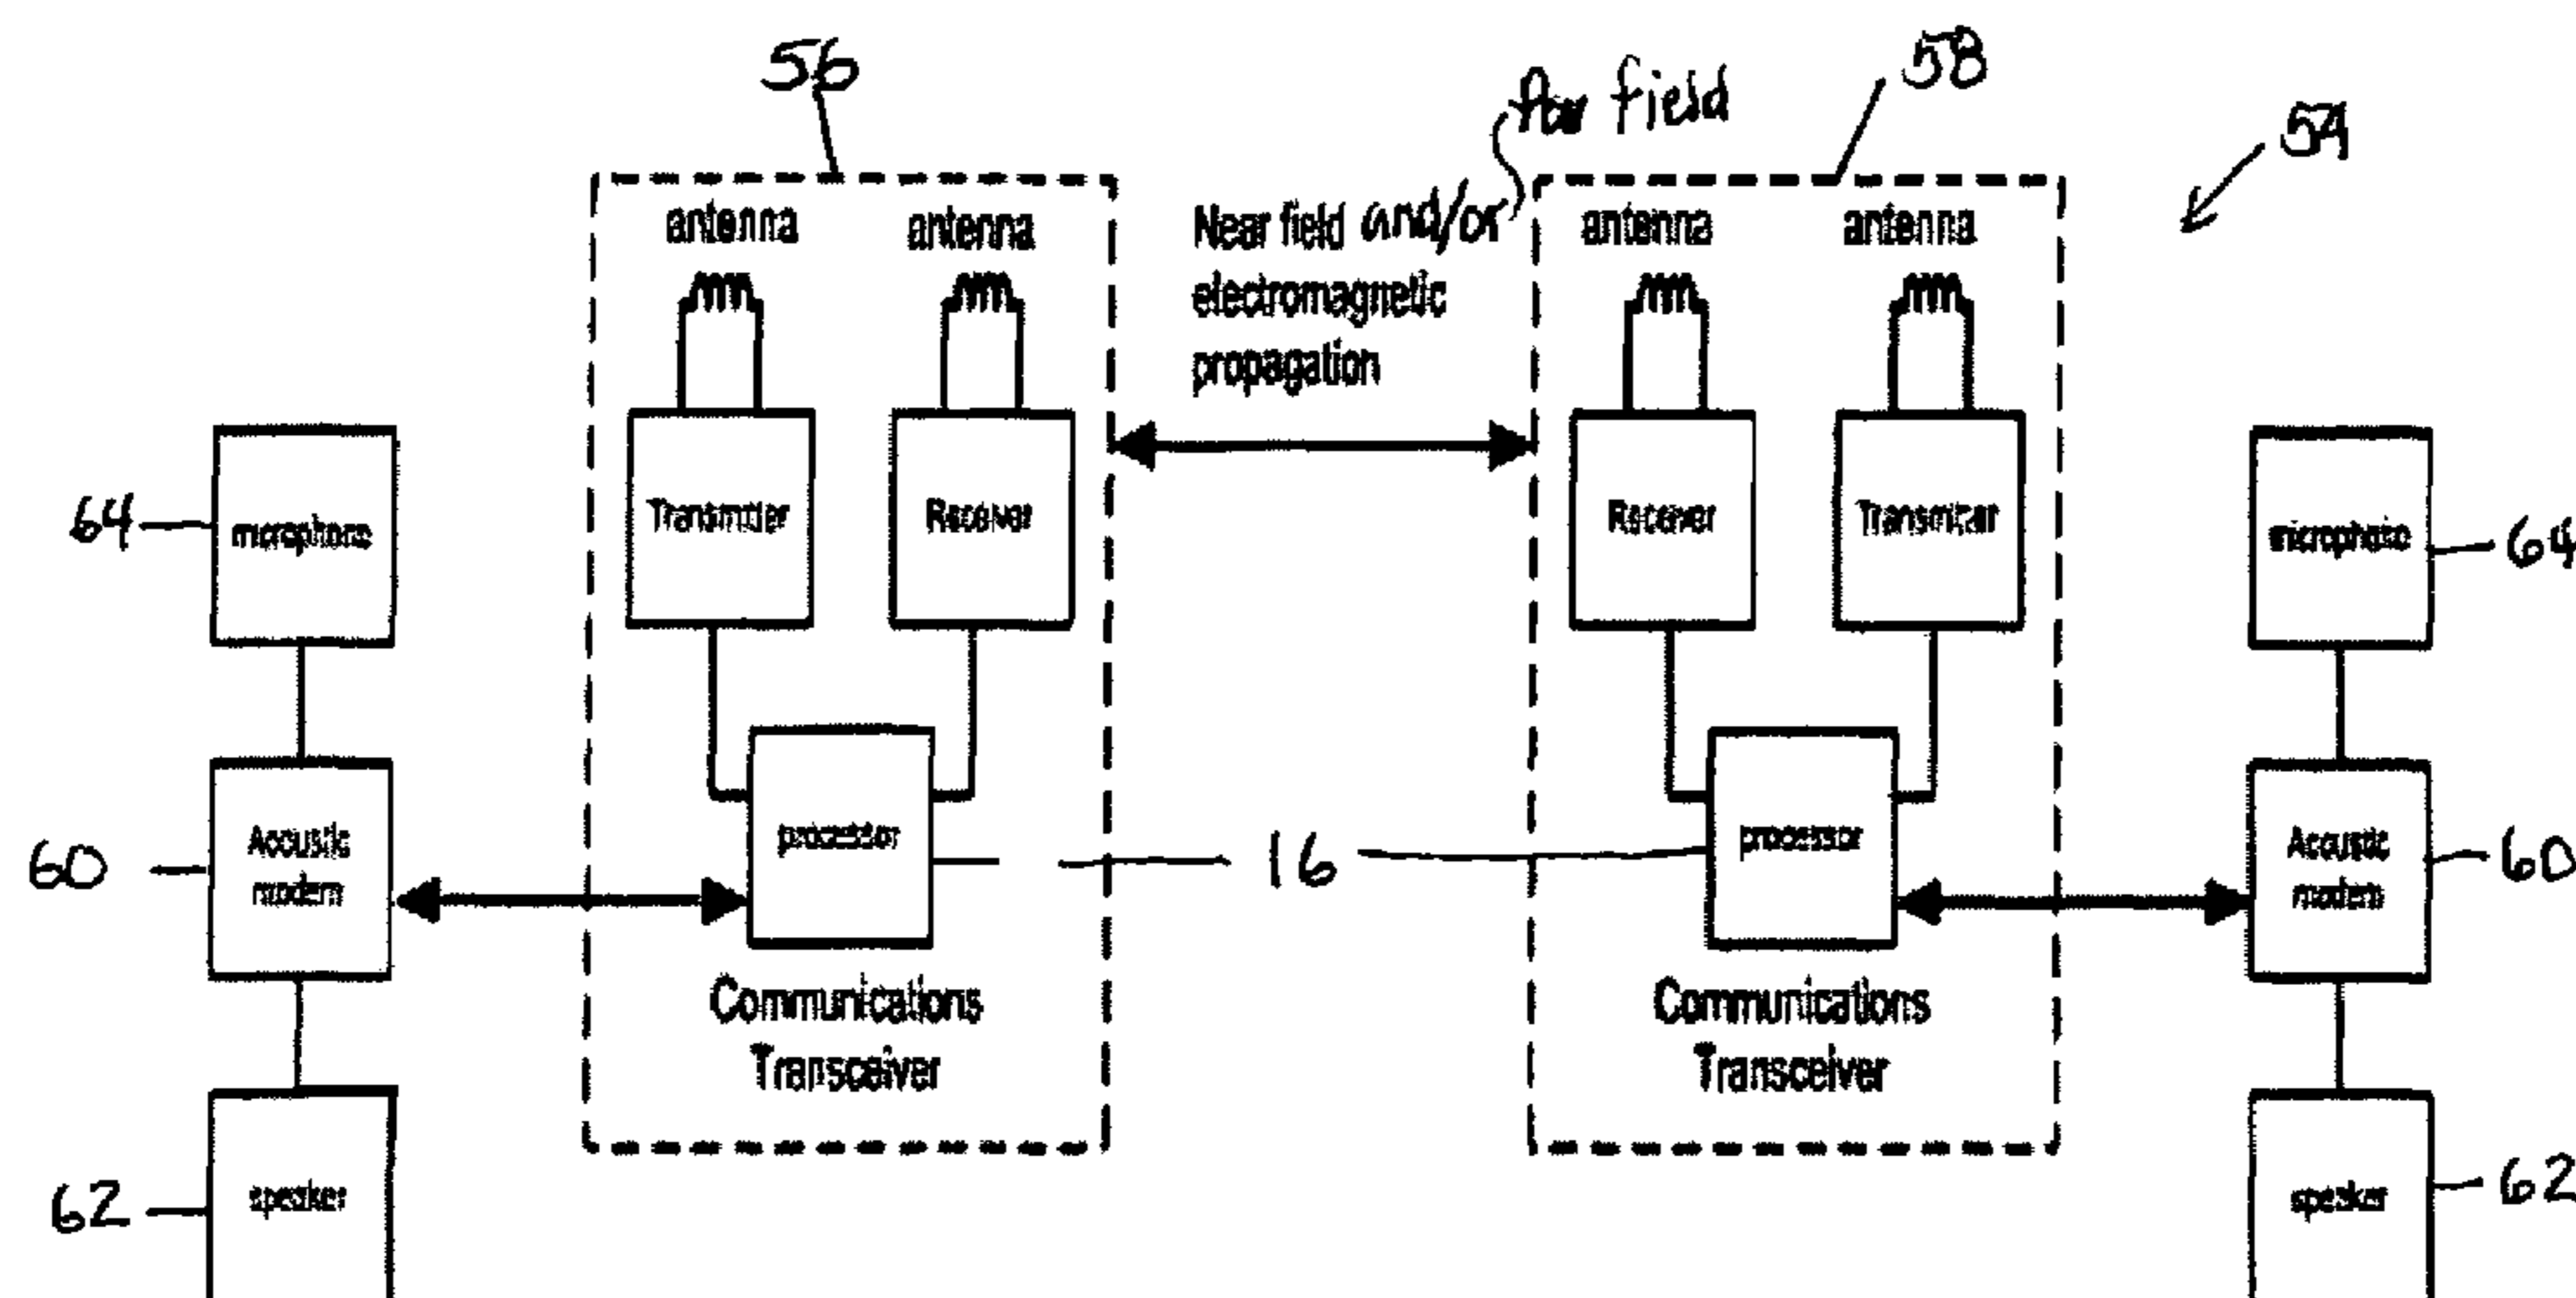 56
58
far field
54
antenna
antenna
Near field and/or
electromagnetic
propagation
antenna
antenna
64
microphone
Transmitter
Receiver
Receiver
Transmitter
microphone
64
60
Acoustic
modem
processor
16
processor
Acoustic
modem
60
Communications
Transceiver
Communications
Transceiver
62
speaker
speaker
62